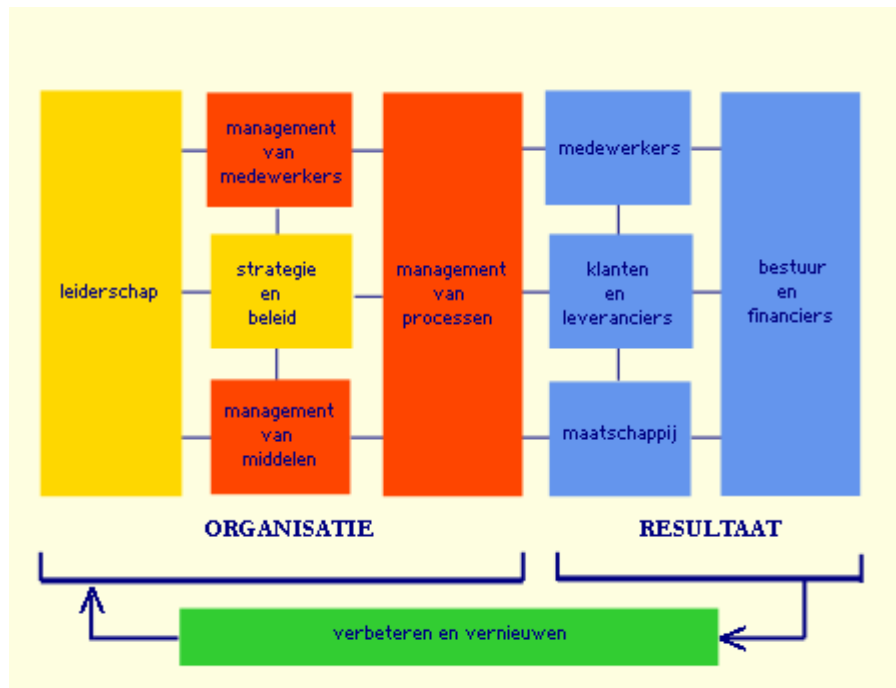 leiderschap
management
van
medewerkers
strategie
en
beleid
management
van
middelen
management
van
processen
medewerkers
klanten
en
leveranciers
maatschappij
bestuur
en
financiers
ORGANISATIE
RESULTAAT
verbeteren en vernieuwen